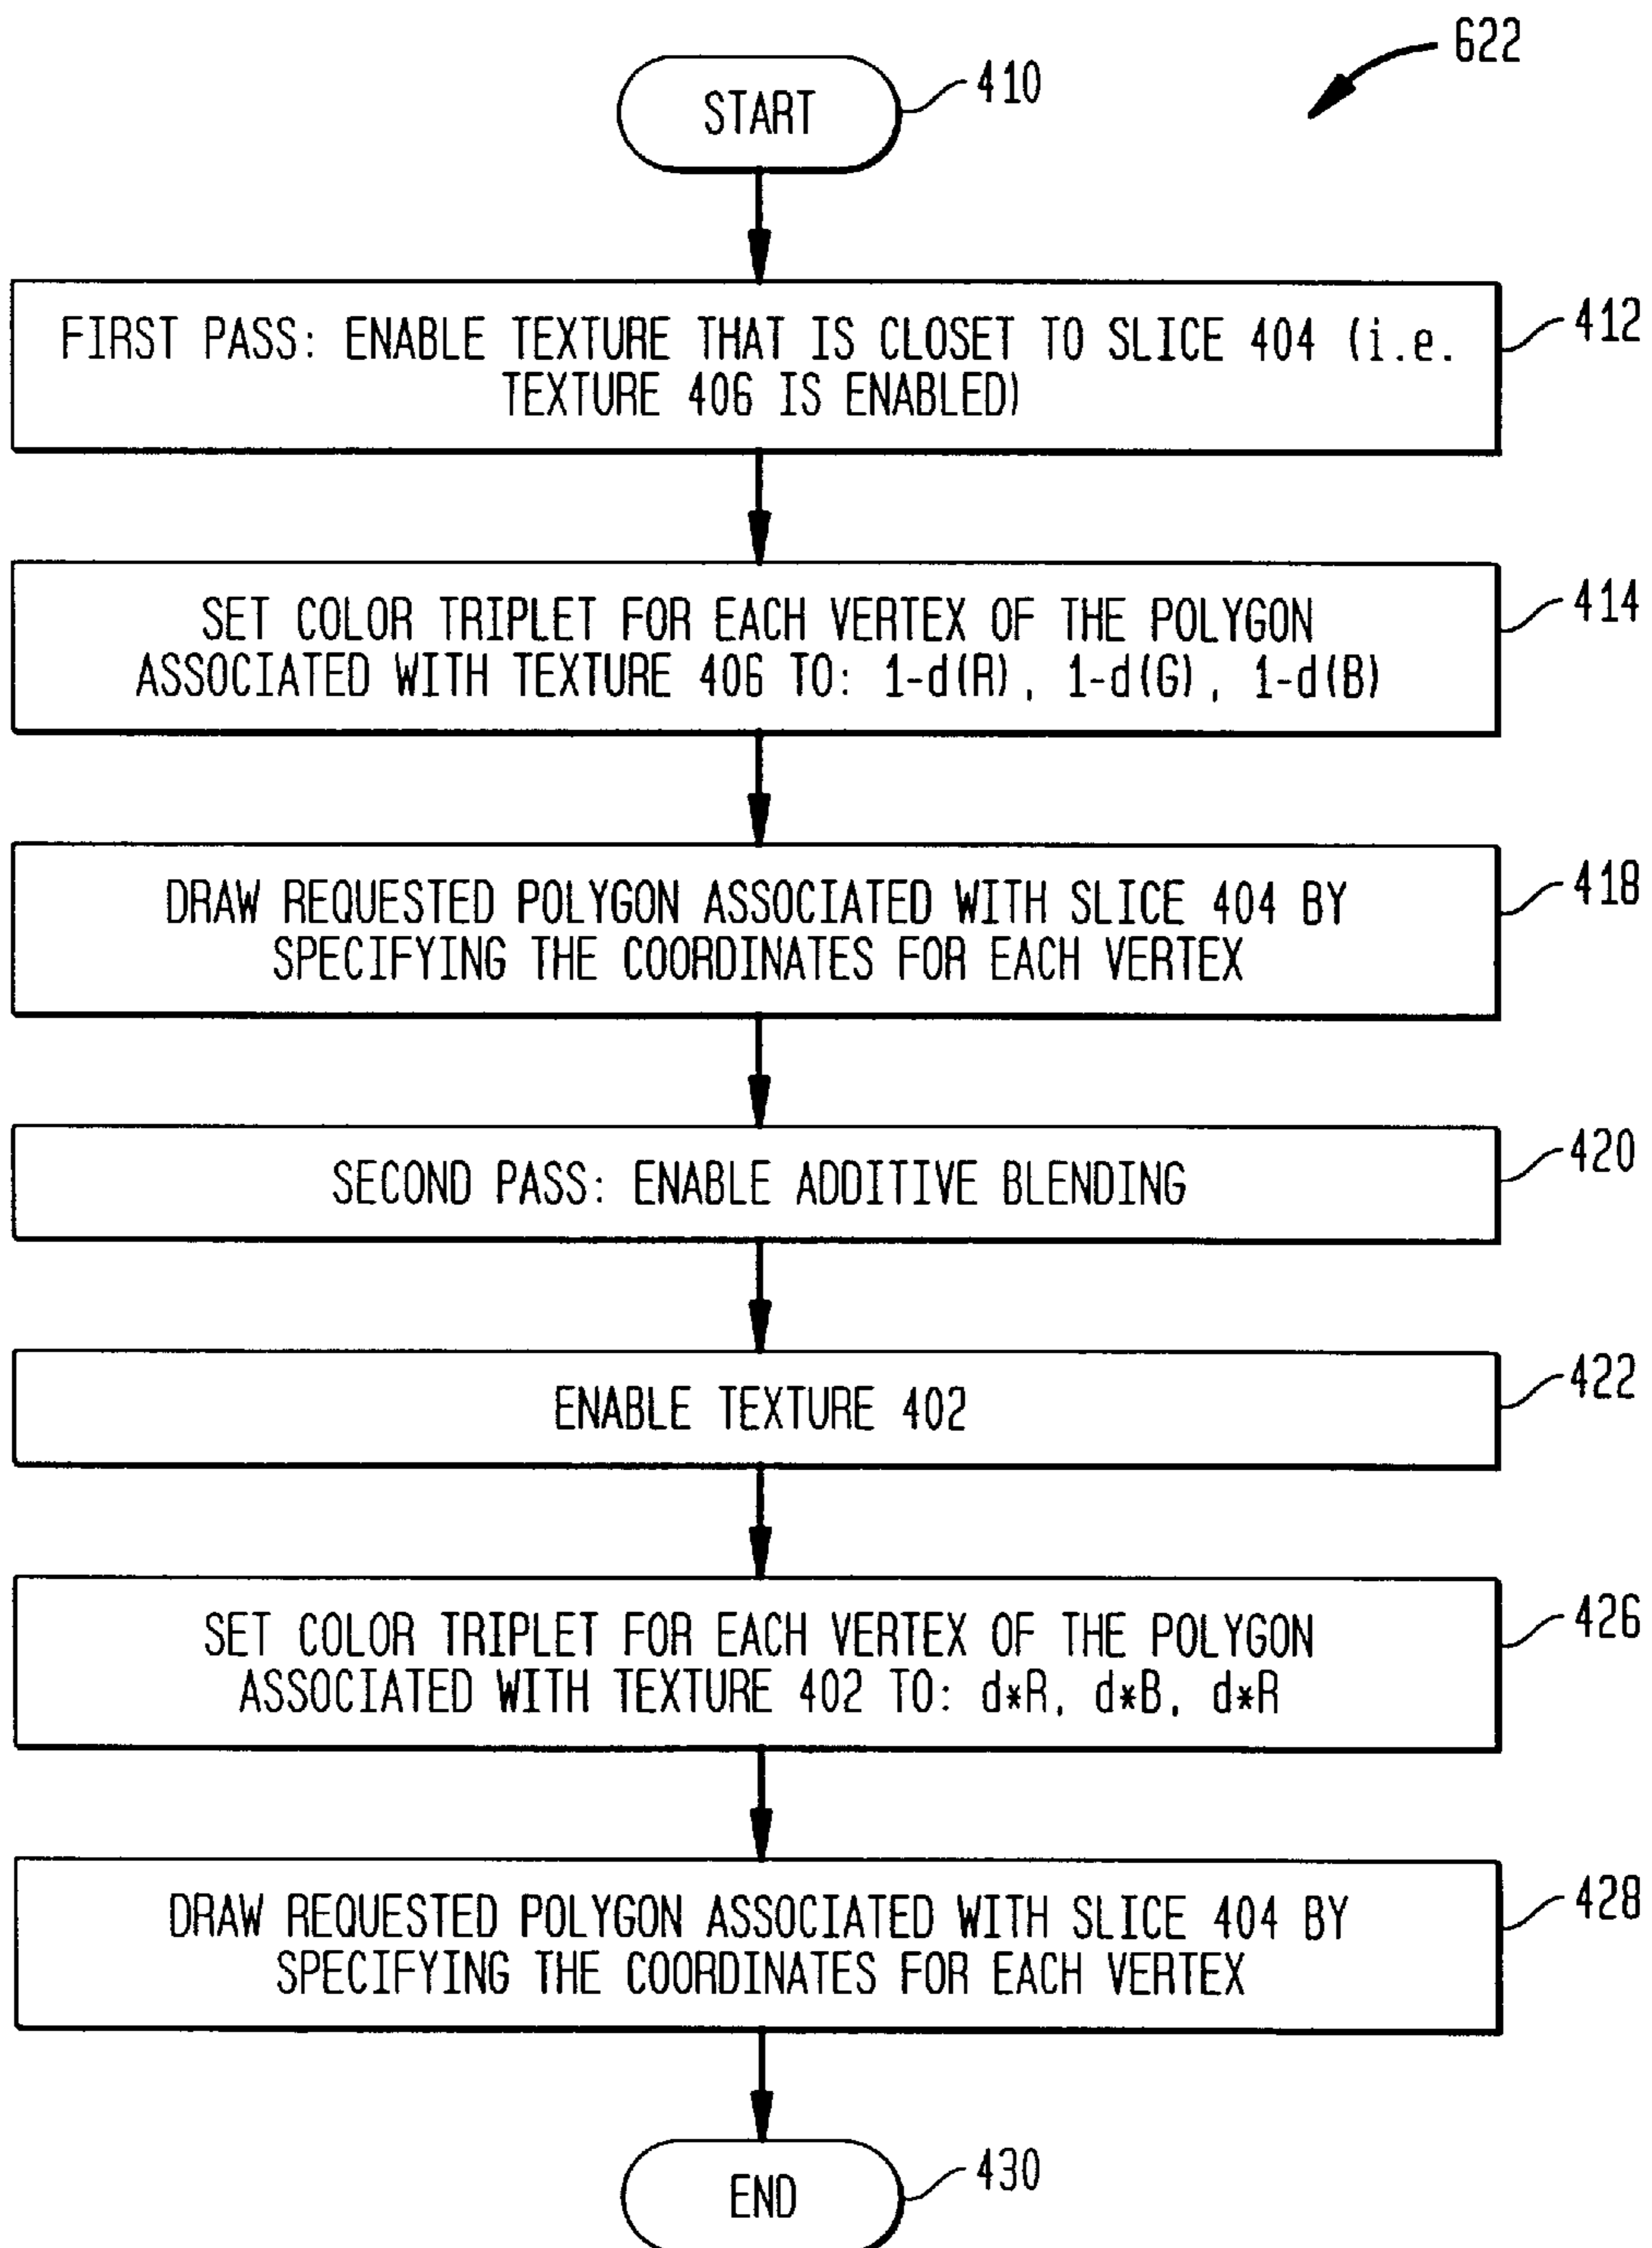 622
START
410
FIRST PASS: ENABLE TEXTURE THAT IS CLOSET TO SLICE 404 (i.e.
TEXTURE 406 IS ENABLED)
412
SET COLOR TRIPLET FOR EACH VERTEX OF THE POLYGON
ASSOCIATED WITH TEXTURE 406 TO: 1-d(R), 1-d(G), 1-d(B)
414
DRAW REQUESTED POLYGON ASSOCIATED WITH SLICE 404 BY
SPECIFYING THE COORDINATES FOR EACH VERTEX
418
SECOND PASS: ENABLE ADDITIVE BLENDING
420
ENABLE TEXTURE 402
422
SET COLOR TRIPLET FOR EACH VERTEX OF THE POLYGON
ASSOCIATED WITH TEXTURE 402 TO: d*R, d*B, d*R
426
DRAW REQUESTED POLYGON ASSOCIATED WITH SLICE 404 BY
SPECIFYING THE COORDINATES FOR EACH VERTEX
428
END
430